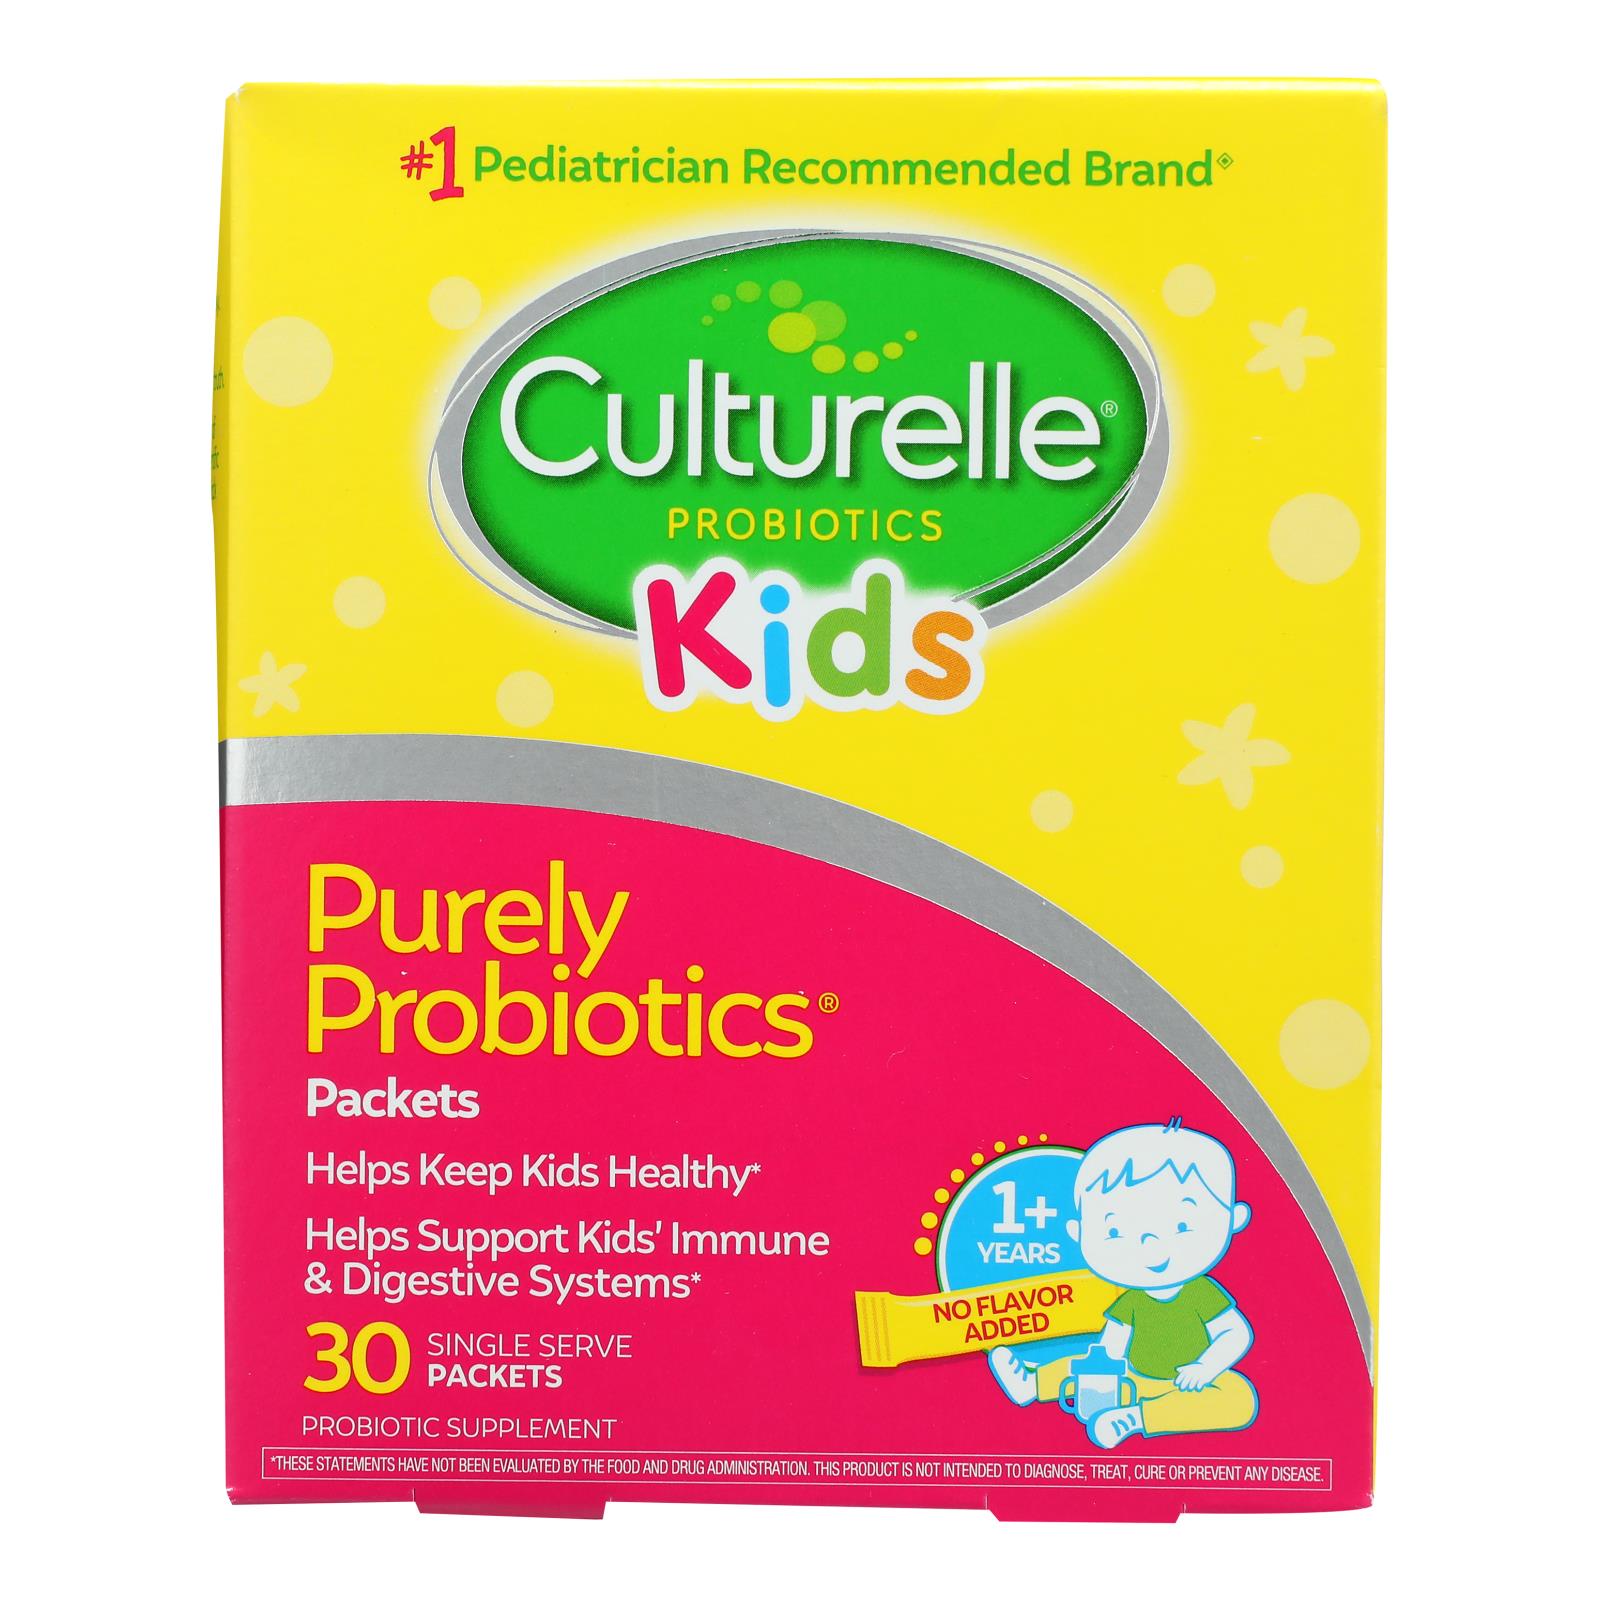 #1 Pediatrician Recommended Brand
Culturelle®
PROBIOTICS
Kids
Purely
Probiotics®
Packets
Helps Keep Kids Healthy*
Helps Support Kids' Immune
& Digestive Systems*
30 SINGLE SERVE
PACKETS
PROBIOTIC SUPPLEMENT
1+
YEARS
NO FLAVOR
ADDED
*THESE STATEMENTS HAVE NOT BEEN EVALUATED BY THE FOOD AND DRUG ADMINISTRATION. THIS PRODUCT IS NOT INTENDED TO DIAGNOSE, TREAT, CURE OR PREVENT ANY DISEASE.